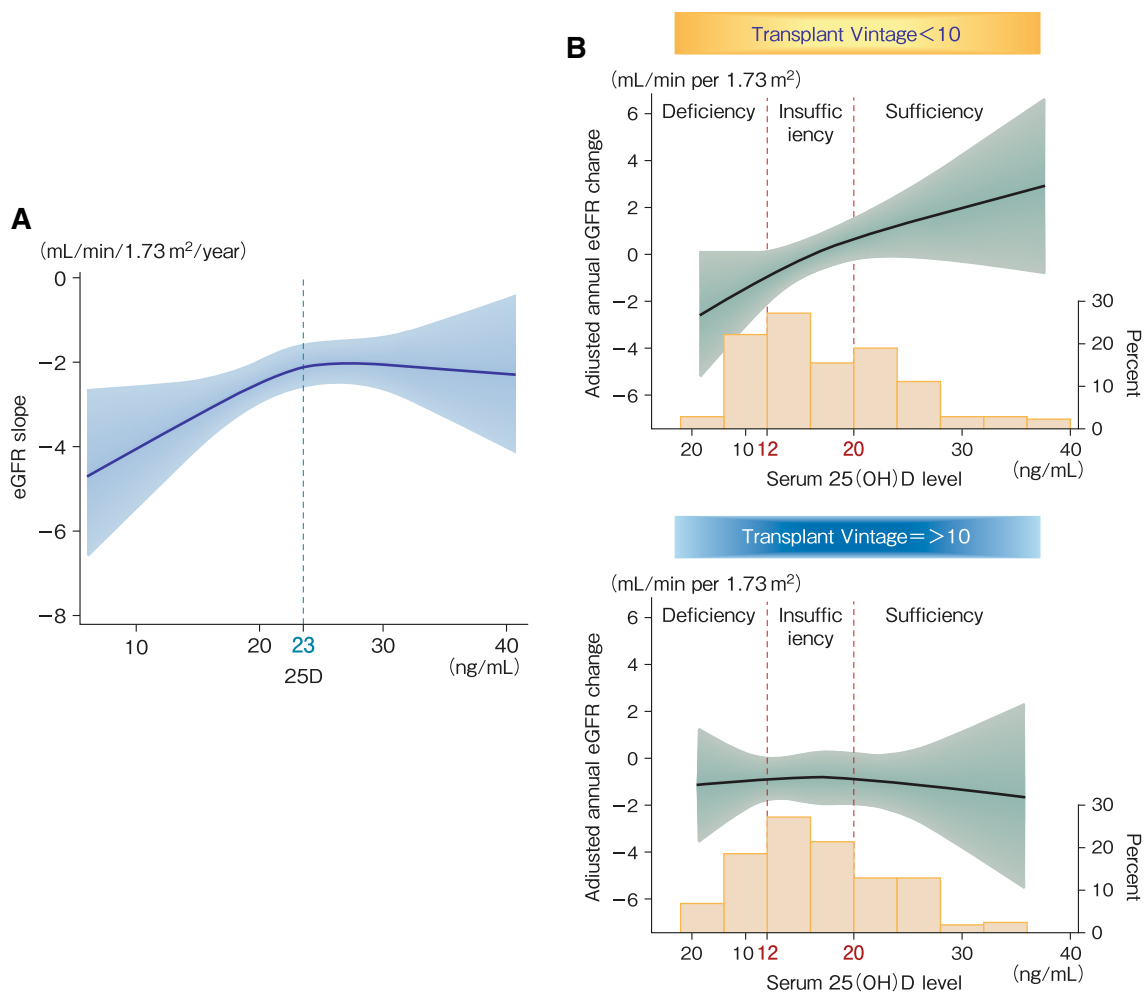 A
(mL/min/1.73 m²/year)
0
−2
−4
−6
−8
eGFR slope
10
20
23
30
40
(ng/mL)
25D
B
Transplant Vintage<10
(mL/min per 1.73 m²)
Deficiency
Insuffic
iency
Sufficiency
6
4
2
0
−2
−4
−6
Adiusted annual eGFR change
30
20
10
0
Percent
20
10
12
20
30
40
(ng/mL)
Serum 25(OH)D level
Transplant Vintage=>10
(mL/min per 1.73 m²)
Deficiency
Insuffic
iency
Sufficiency
6
4
2
0
−2
−4
−6
Adiusted annual eGFR change
30
20
10
0
Percent
20
10
12
20
30
40
(ng/mL)
Serum 25(OH)D level